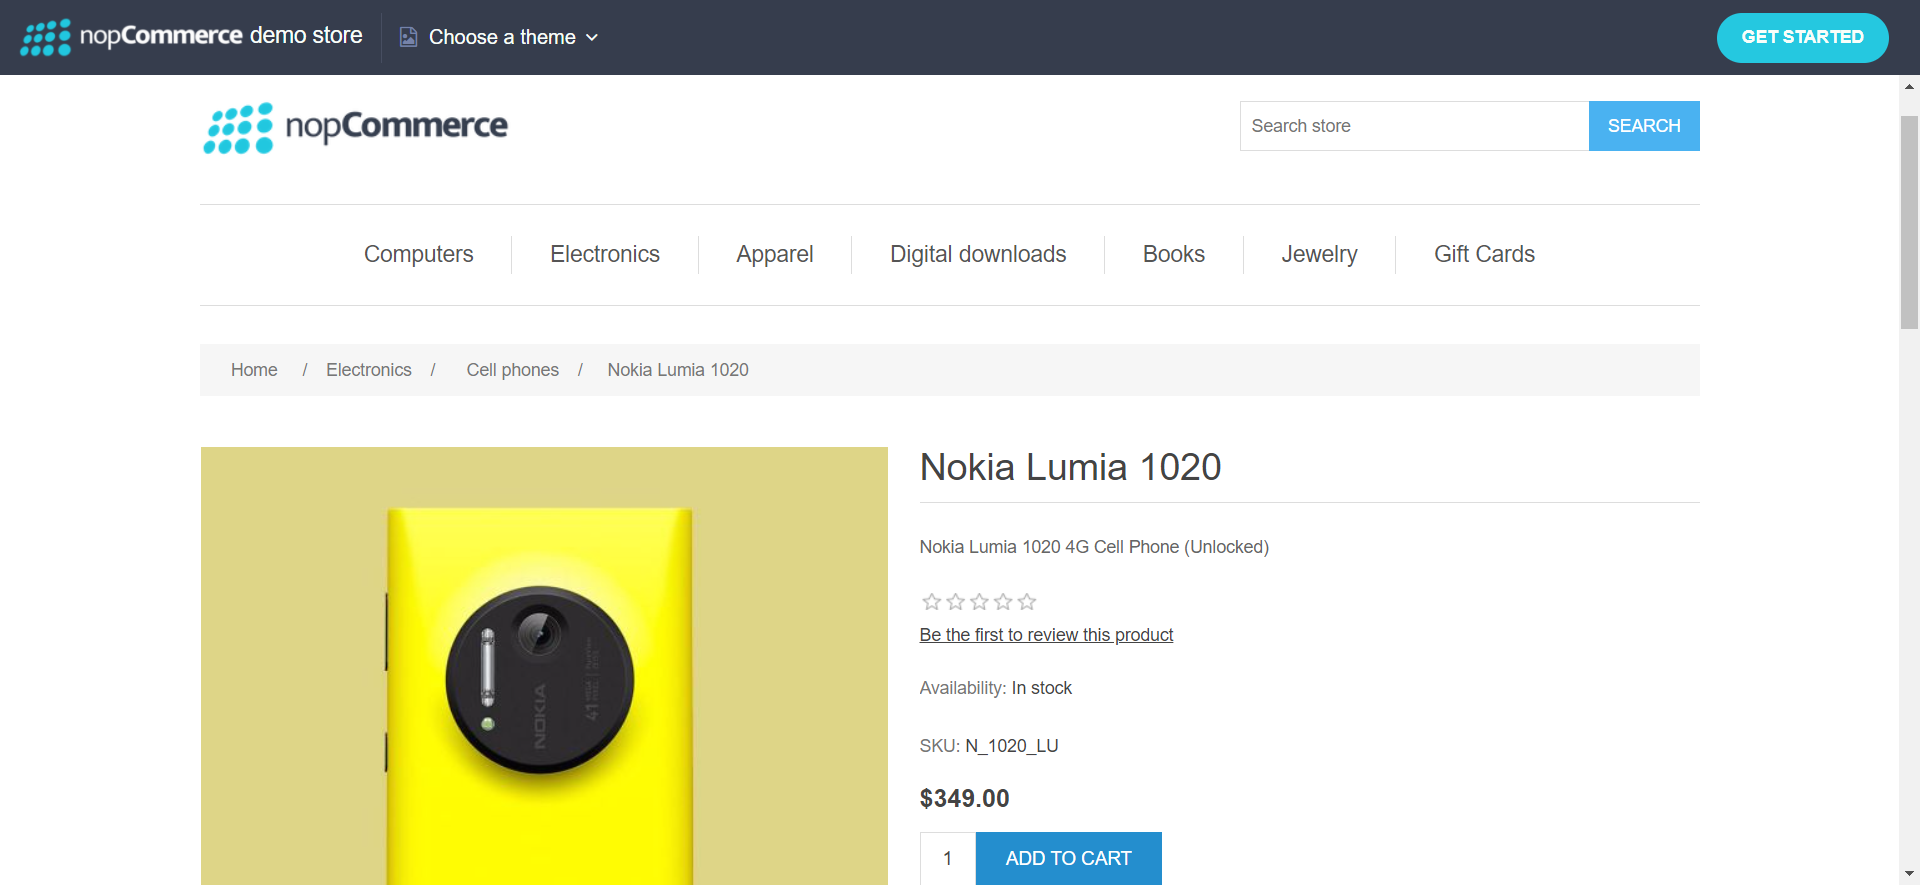 nopCommerce demo store
Choose a theme
GET STARTED
nopCommerce
Search store
SEARCH
Computers
Electronics
Apparel
Digital downloads
Books
Jewelry
Gift Cards
Home / Electronics / Cell phones / Nokia Lumia 1020
Nokia Lumia 1020
Nokia Lumia 1020 4G Cell Phone (Unlocked)
Be the first to review this product
Availability: In stock
SKU: N_1020_LU
$349.00
1
ADD TO CART
NOKIA
41